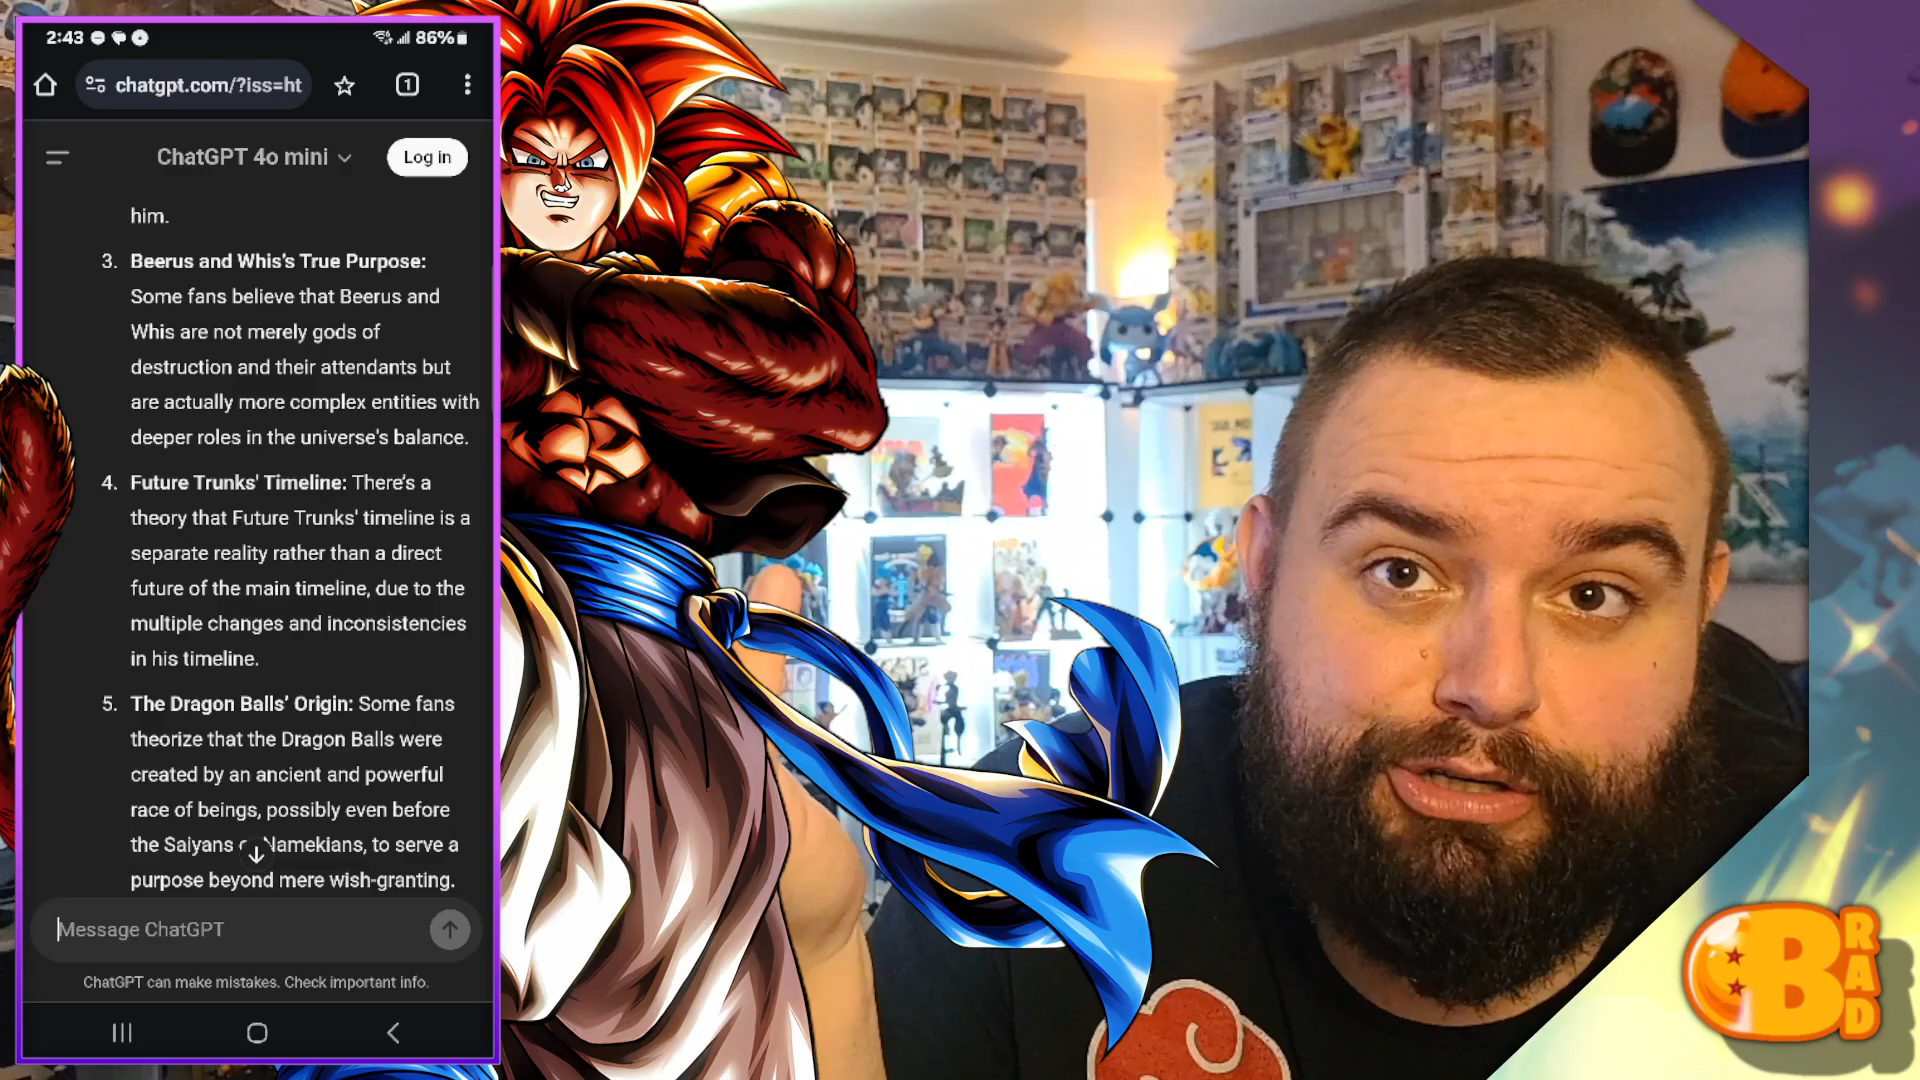 2:43
86%
chatgpt.com/?iss=ht
1
ChatGPT 4o mini
Log in
him.
3. Beerus and Whis's True Purpose:
Some fans believe that Beerus and
Whis are not merely gods of
destruction and their attendants but
are actually more complex entities with
deeper roles in the universe's balance.
4. Future Trunks' Timeline: There's a
theory that Future Trunks' timeline is a
separate reality rather than a direct
future of the main timeline, due to the
multiple changes and inconsistencies
in his timeline.
5. The Dragon Balls' Origin: Some fans
theorize that the Dragon Balls were
created by an ancient and powerful
race of beings, possibly even before
the Saiyans Namekians, to serve a
purpose beyond mere wish-granting.
Message ChatGPT
ChatGPT can make mistakes. Check important info.
B
RAD